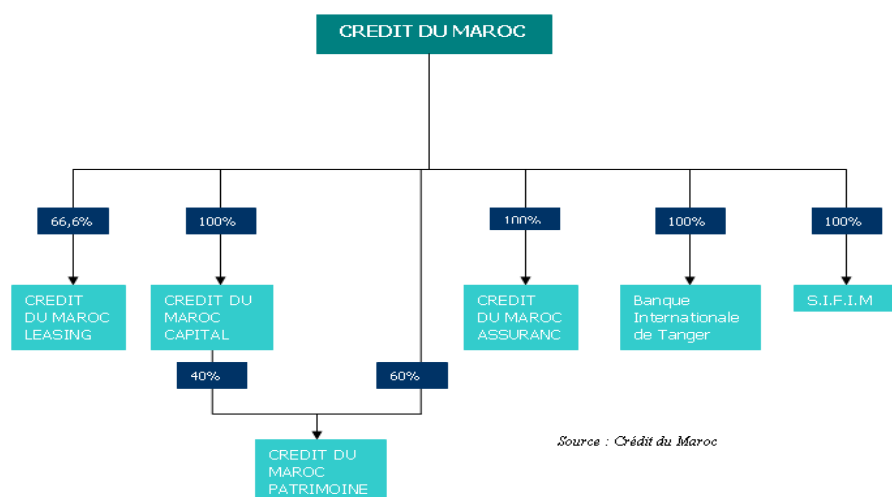 CREDIT DU MAROC
66,6%
100%
100%
100%
100%
CREDIT
DU MAROC
LEASING
CREDIT DU
MAROC
CAPITAL
CREDIT
DU MAROC
ASSURANC
Banque
Internationale
de Tanger
S.I.F.I.M
40%
60%
CREDIT DU
MAROC
PATRIMOINE
Source : Crédit du Maroc